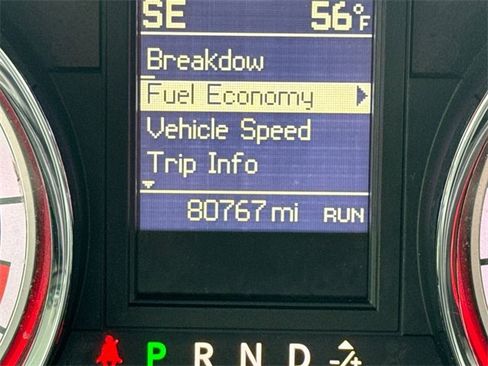 SE 56°F
Breakdow
Fuel Economy
Vehicle Speed
Trip Info
80767 mi RUN
P R N D -/+